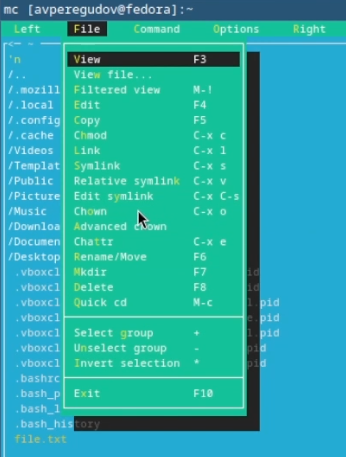 mc [avperegudov@fedora]:~
Left File Command Options Right
'n View F3
/.. View file...
/.mozill Filtered view M-!
/.local Edit F4
/.config Copy F5
/.cache Chmod C-x c
/Videos Link C-x l
/Templat Symlink C-x s
/Public Relative symlink C-x v
/Picture Edit symlink C-x C-s
/Music Chown C-x o
/Downloa Advanced chown
/Documen Chattr C-x e
/Desktop Rename/Move F6
.vboxcl Mkdir F7 id
.vboxcl Delete F8
.vboxcl Quick cd M-c l.pid
.vboxcl e.pid
.vboxcl Select group + pid
.vboxcl Unselect group - pid
.vboxcl Invert selection * pid
.bashrc
.bash_p Exit F10
.bash_l
.bash_history
file.txt